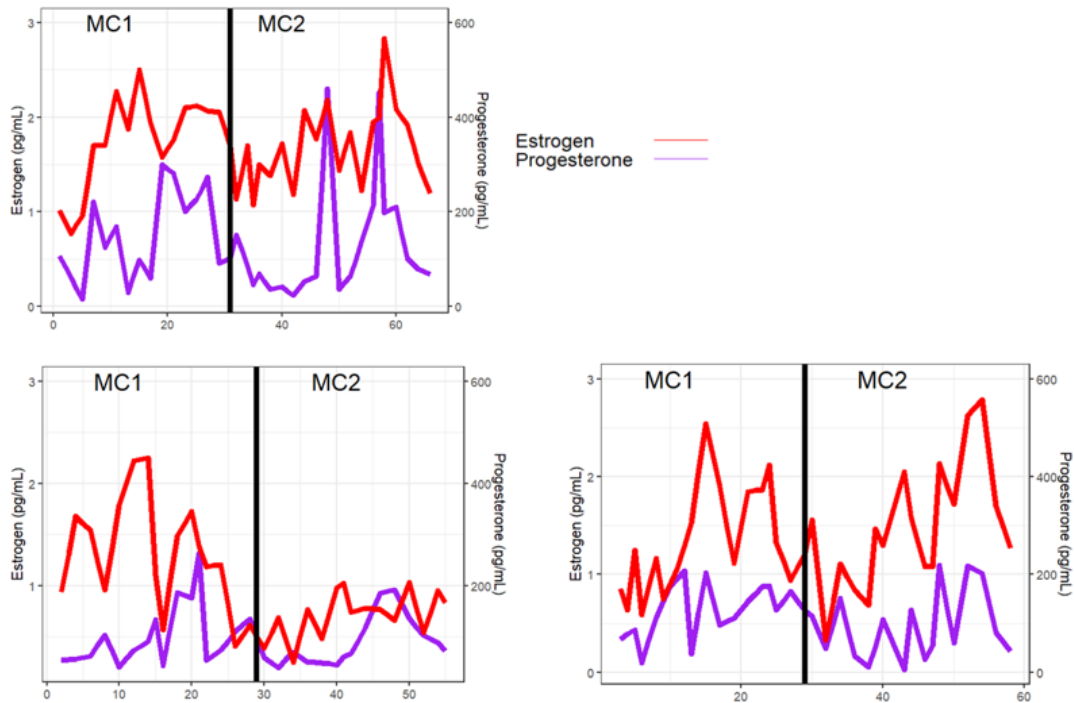 MC1 MC2
Estrogen (pg/mL)
3
2
1
0
Progesterone (pg/mL)
600
400
200
0
0 20 40 60
Estrogen
Progesterone
MC1 MC2
Estrogen (pg/mL)
3
2
1
Progesterone (pg/mL)
600
400
200
0 10 20 30 40 50
MC1 MC2
Estrogen (pg/mL)
3
2
1
0
Progesterone (pg/mL)
600
400
200
0
20 40 60